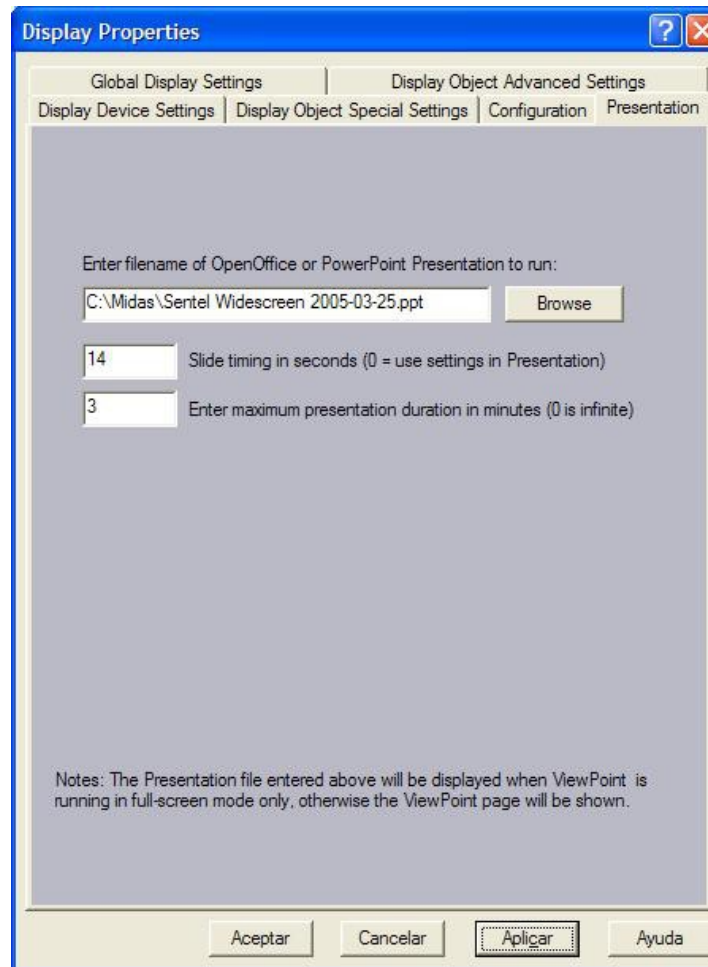 Display Properties
Global Display Settings
Display Object Advanced Settings
Display Device Settings
Display Object Special Settings
Configuration
Presentation
Enter filename of OpenOffice or PowerPoint Presentation to run:
C:\Midas\Sentel Widescreen 2005-03-25.ppt
Browse
14
Slide timing in seconds (0 = use settings in Presentation)
3
Enter maximum presentation duration in minutes (0 is infinite)
Notes: The Presentation file entered above will be displayed when ViewPoint is
running in full-screen mode only, otherwise the ViewPoint page will be shown.
Aceptar
Cancelar
Aplicar
Ayuda